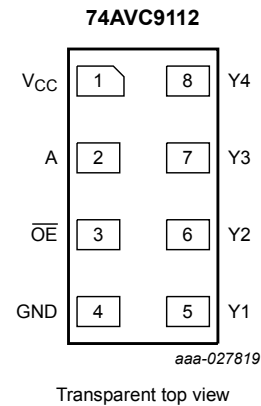 74AVC9112
VCC 1 8 Y4
A 2 7 Y3
OE 3 6 Y2
GND 4 5 Y1
aaa-027819
Transparent top view